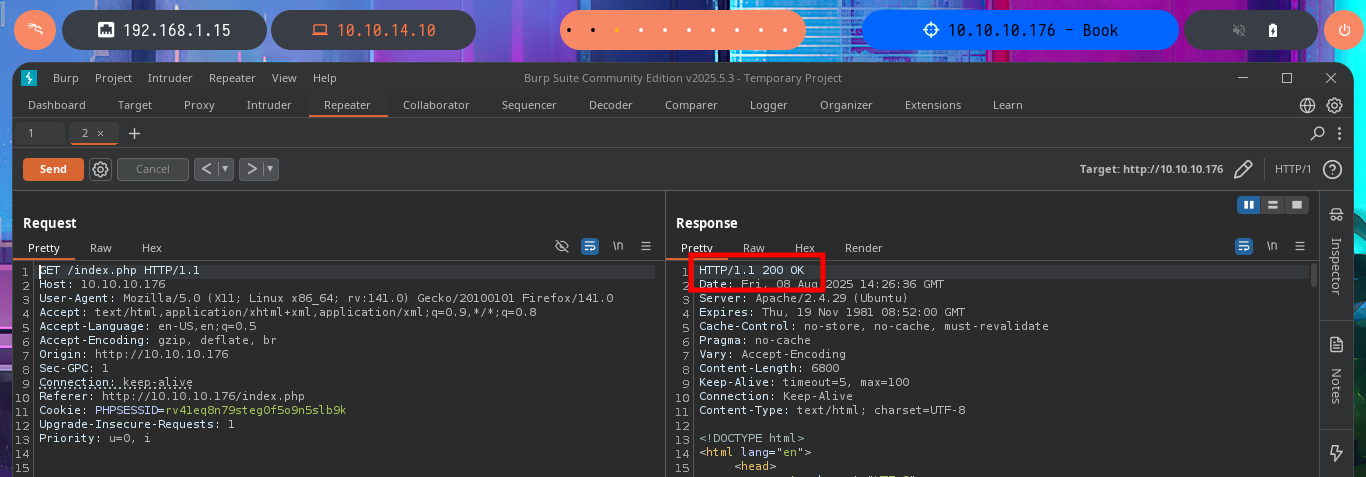 192.168.1.15 10.10.14.10 10.10.10.176 - Book
Burp Project Intruder Repeater View Help Burp Suite Community Edition v2025.5.3 - Temporary Project
Dashboard Target Proxy Intruder Repeater Collaborator Sequencer Decoder Comparer Logger Organizer Extensions Learn
1 2 × +
Send Cancel < > Target: http://10.10.10.176 HTTP/1 ?
Request
Pretty Raw Hex \n
1 GET /index.php HTTP/1.1
2 Host: 10.10.10.176
3 User-Agent: Mozilla/5.0 (X11; Linux x86_64; rv:141.0) Gecko/20100101 Firefox/141.0
4 Accept: text/html,application/xhtml+xml,application/xml;q=0.9,*/*;q=0.8
5 Accept-Language: en-US,en;q=0.5
6 Accept-Encoding: gzip, deflate, br
7 Origin: http://10.10.10.176
8 Sec-GPC: 1
9 Connection: keep-alive
10 Referer: http://10.10.10.176/index.php
11 Cookie: PHPSESSID=rv41eq8n79steg0f5o9n5slb9k
12 Upgrade-Insecure-Requests: 1
13 Priority: u=0, i
14
15
Response
Pretty Raw Hex Render \n
1 HTTP/1.1 200 OK
2 Date: Fri, 08 Aug 2025 14:26:36 GMT
3 Server: Apache/2.4.29 (Ubuntu)
4 Expires: Thu, 19 Nov 1981 08:52:00 GMT
5 Cache-Control: no-store, no-cache, must-revalidate
6 Pragma: no-cache
7 Vary: Accept-Encoding
8 Content-Length: 6800
9 Keep-Alive: timeout=5, max=100
10 Connection: Keep-Alive
11 Content-Type: text/html; charset=UTF-8
12
13 <!DOCTYPE html>
14 <html lang="en">
15 <head>
Inspector
Notes